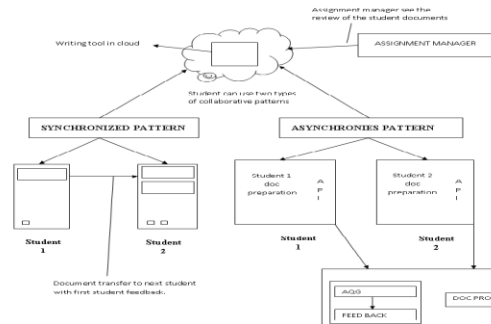 Assignment manager see the
review of the student documents
Writing tool in cloud
ASSIGNMENT MANAGER
Student can use two types
of collaborative patterns
SYNCHRONIZED PATTERN
ASYNCHRONIES PATTERN
Student 1
doc
preparation
A
P
I
Student 2
doc
preparation
A
P
I
Student
1
Student
2
Student
1
Student
2
Document transfer to next student
with first student feedback.
AQG
FEED BACK
DOC PRO